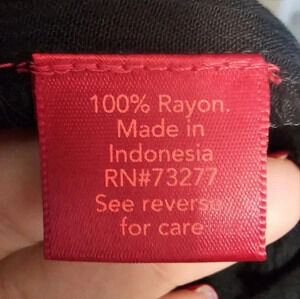 100% Rayon.
Made in
Indonesia
RN#73277
See reverse
for care